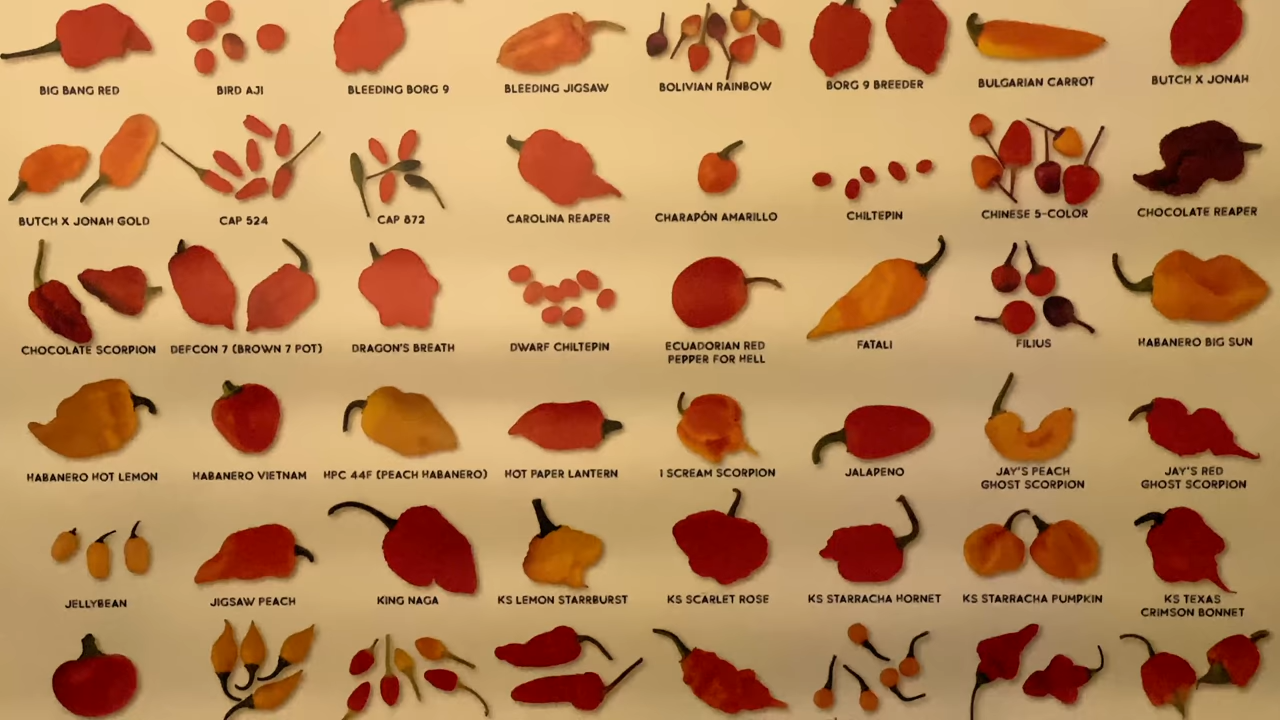 BIG BANG RED
BIRD AJI
BLEEDING BORG 9
BLEEDING JIGSAW
BOLIVIAN RAINBOW
BORG 9 BREEDER
BULGARIAN CARROT
BUTCH X JONAH
BUTCH X JONAH GOLD
CAP 524
CAP 872
CAROLINA REAPER
CHARAPÓN AMARILLO
CHILTEPIN
CHINESE 5-COLOR
CHOCOLATE REAPER
CHOCOLATE SCORPION
DEFCON 7 (BROWN 7 POT)
DRAGON'S BREATH
DWARF CHILTEPIN
ECUADORIAN RED
PEPPER FOR HELL
FATALI
FILIUS
HABANERO BIG SUN
HABANERO HOT LEMON
HABANERO VIETNAM
HPC 44F (PEACH HABANERO)
HOT PAPER LANTERN
I SCREAM SCORPION
JALAPENO
JAY'S PEACH
GHOST SCORPION
JAY'S RED
GHOST SCORPION
JELLYBEAN
JIGSAW PEACH
KING NAGA
KS LEMON STARRBURST
KS SCARLET ROSE
KS STARRACHA HORNET
KS STARRACHA PUMPKIN
KS TEXAS
CRIMSON BONNET